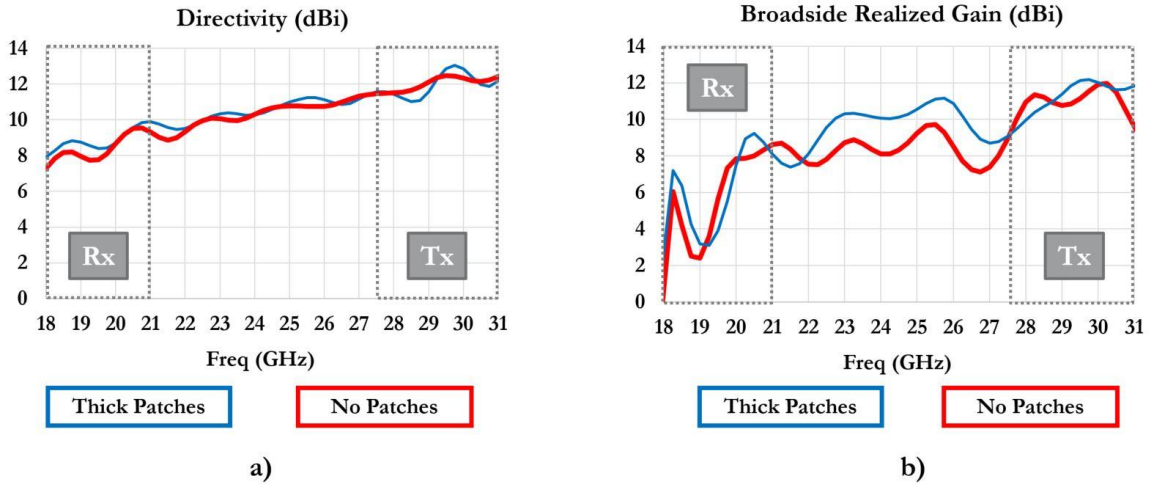 Directivity (dBi)
14
12
10
8
6
4
2
0
Rx
Tx
18 19 20 21 22 23 24 25 26 27 28 29 30 31
Freq (GHz)
Thick Patches
No Patches
a)
Broadside Realized Gain (dBi)
14
12
10
8
6
4
2
0
Rx
Tx
18 19 20 21 22 23 24 25 26 27 28 29 30 31
Freq (GHz)
Thick Patches
No Patches
b)